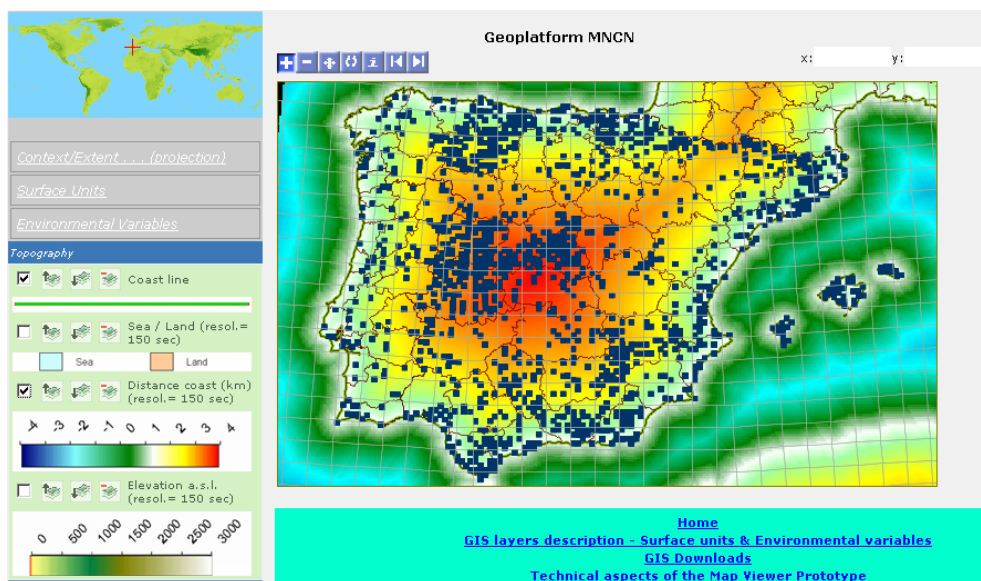 Geoplatform MNCN
x:
y:
Context/Extent . . . (projection)
Surface Units
Environmental Variables
Topography
Coast line
Sea / Land (resol.=
150 sec)
Sea Land
Distance coast (km)
(resol.= 150 sec)
-4 -3 -2 -1 0 1 2 3 4
Elevation a.s.l.
(resol.= 150 sec)
0 500 1000 1500 2000 2500 3000
Home
GIS layers description - Surface units & Environmental variables
GIS Downloads
Technical aspects of the Map Viewer Prototype